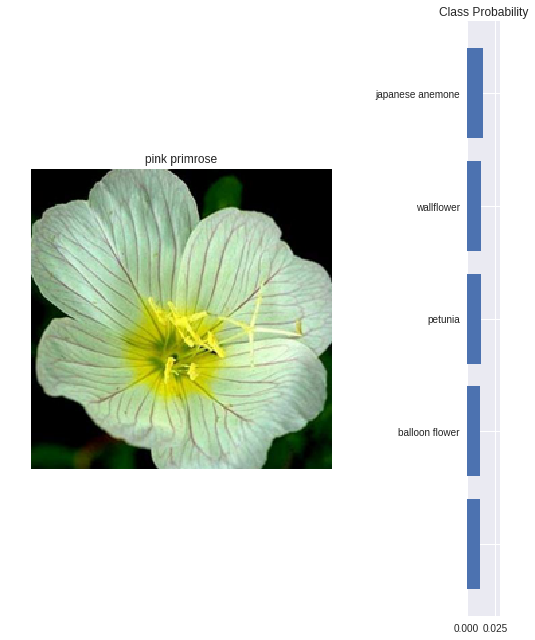 Class Probability
japanese anemone
pink primrose
wallflower
petunia
balloon flower
0.000 0.025